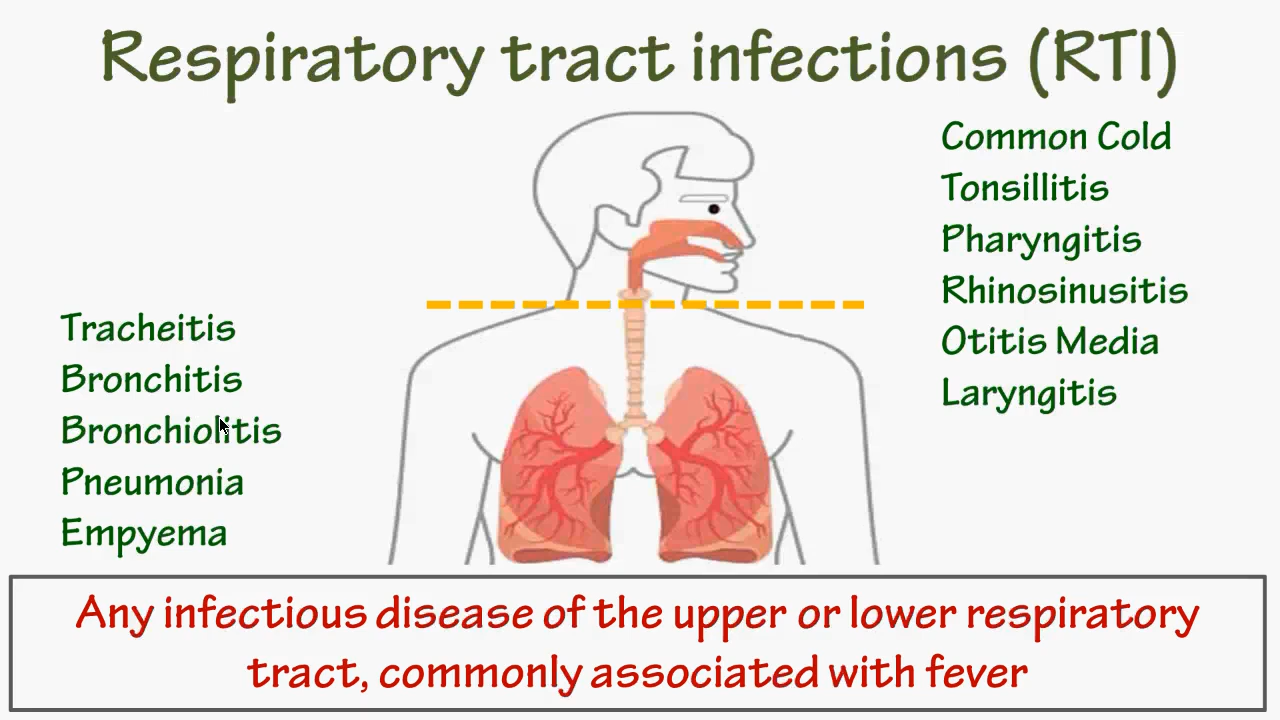 Respiratory tract infections (RTI)
Common Cold
Tonsillitis
Pharyngitis
Rhinosinusitis
Otitis Media
Laryngitis
Tracheitis
Bronchitis
Bronchiolitis
Pneumonia
Empyema
Any infectious disease of the upper or lower respiratory
tract, commonly associated with fever